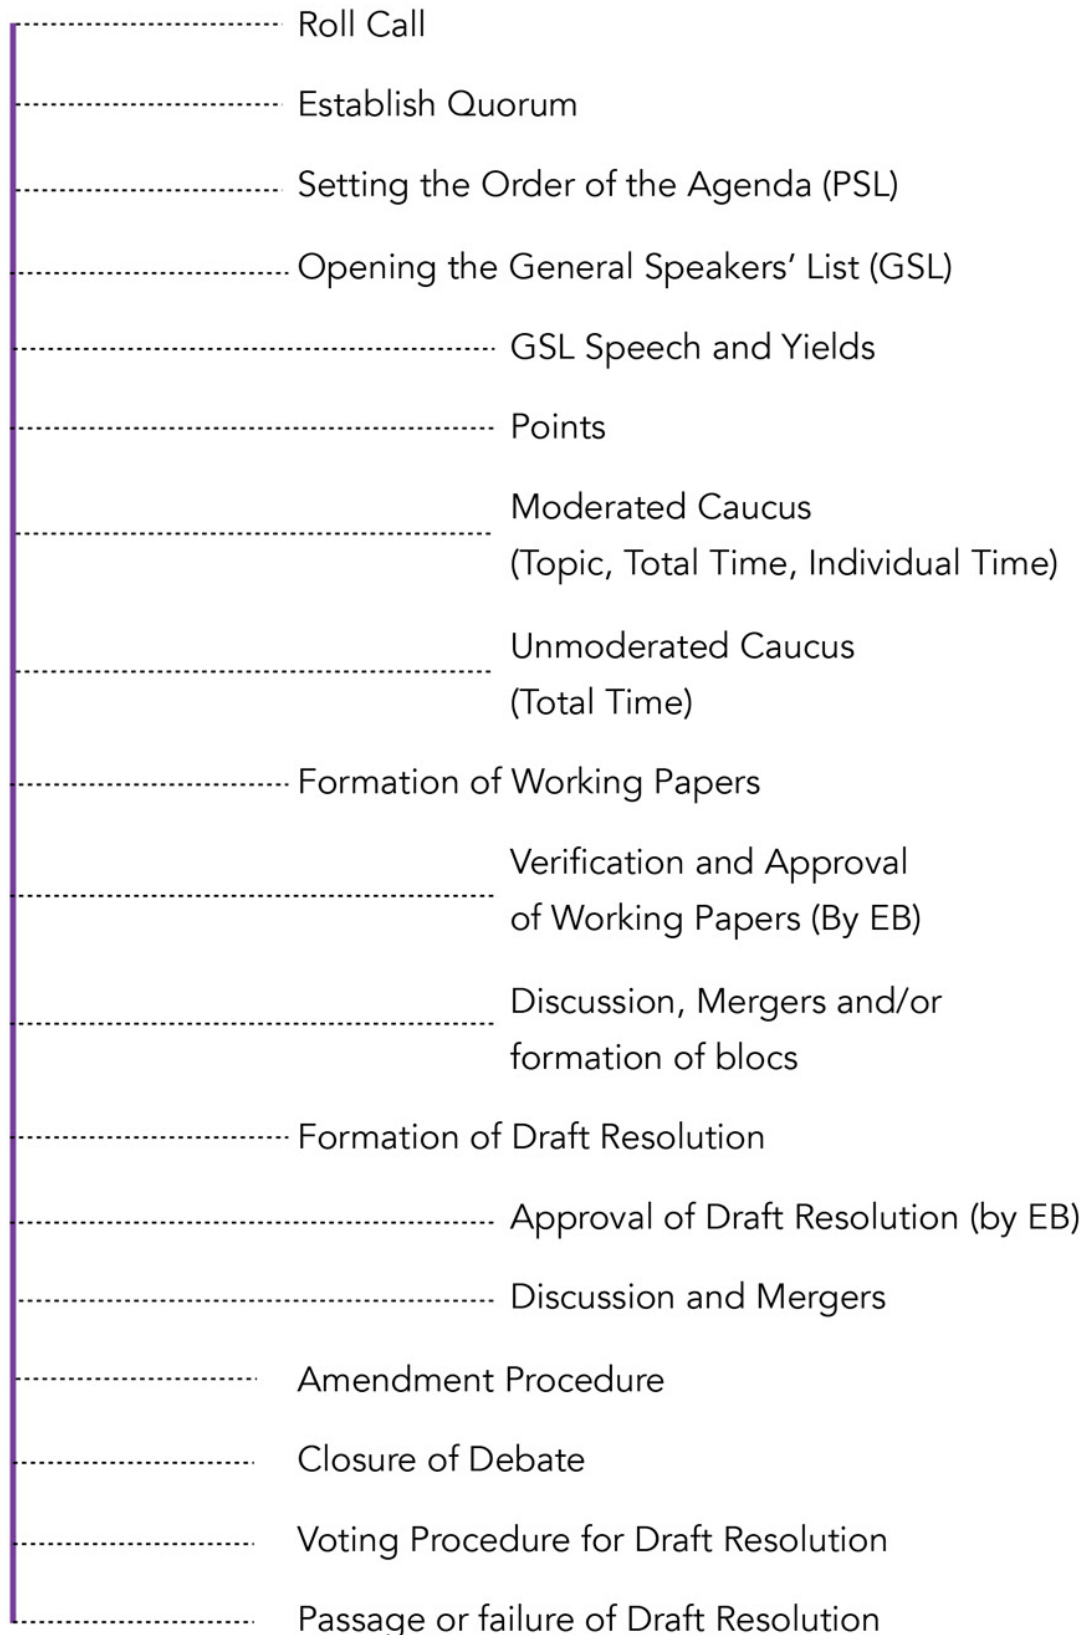 Roll Call
Establish Quorum
Setting the Order of the Agenda (PSL)
Opening the General Speakers’ List (GSL)
GSL Speech and Yields
Points
Moderated Caucus
(Topic, Total Time, Individual Time)
Unmoderated Caucus
(Total Time)
Formation of Working Papers
Verification and Approval
of Working Papers (By EB)
Discussion, Mergers and/or
formation of blocs
Formation of Draft Resolution
Approval of Draft Resolution (by EB)
Discussion and Mergers
Amendment Procedure
Closure of Debate
Voting Procedure for Draft Resolution
Passage or failure of Draft Resolution